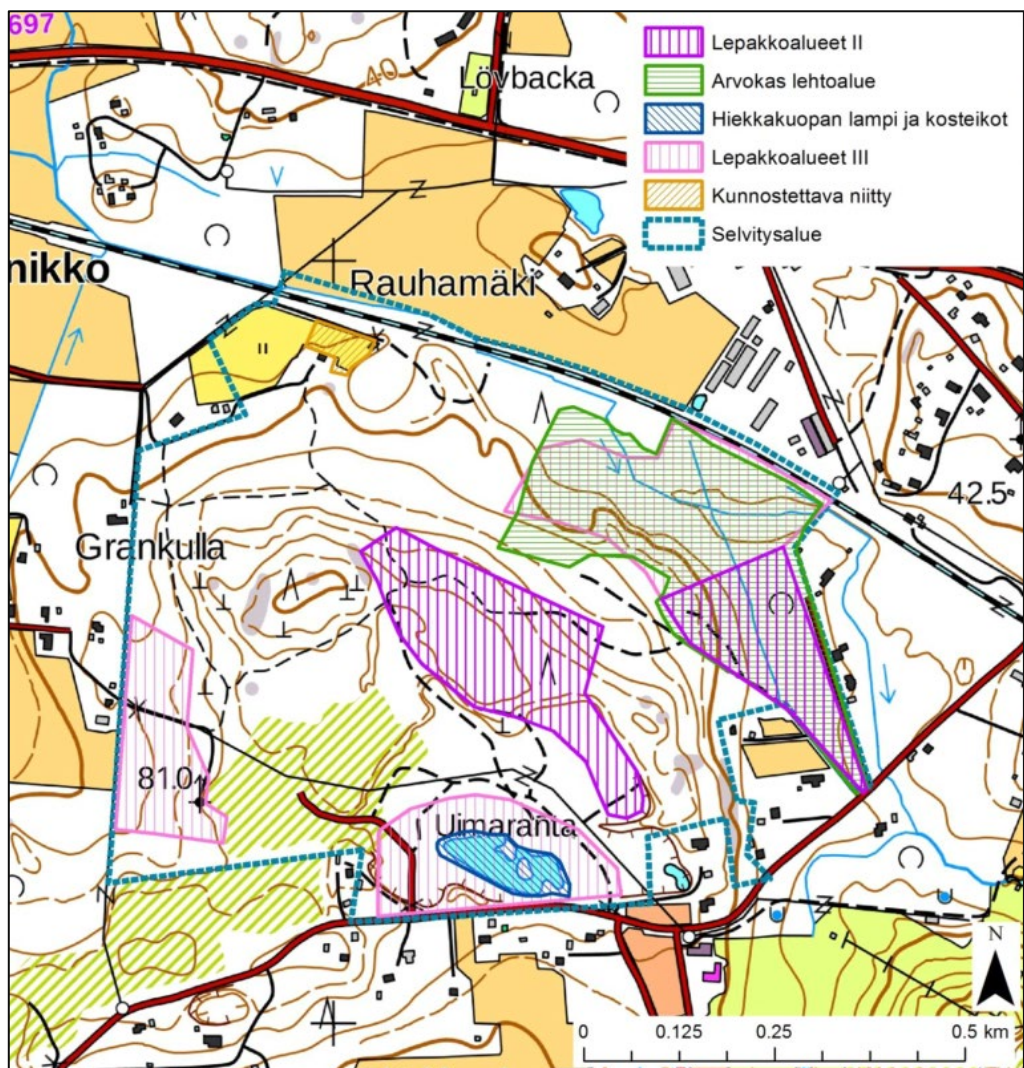 697
Lepakkoalueet II
Arvokas lehtoalue
Hiekkakuopan lampi ja kosteikot
Lepakkoalueet III
Kunnostettava niitty
Selvitysalue
40
Lövbacka
nikko
Rauhamäki
42.5
Grankulla
81.0
Uimaranta
N
0 0.125 0.25 0.5 km